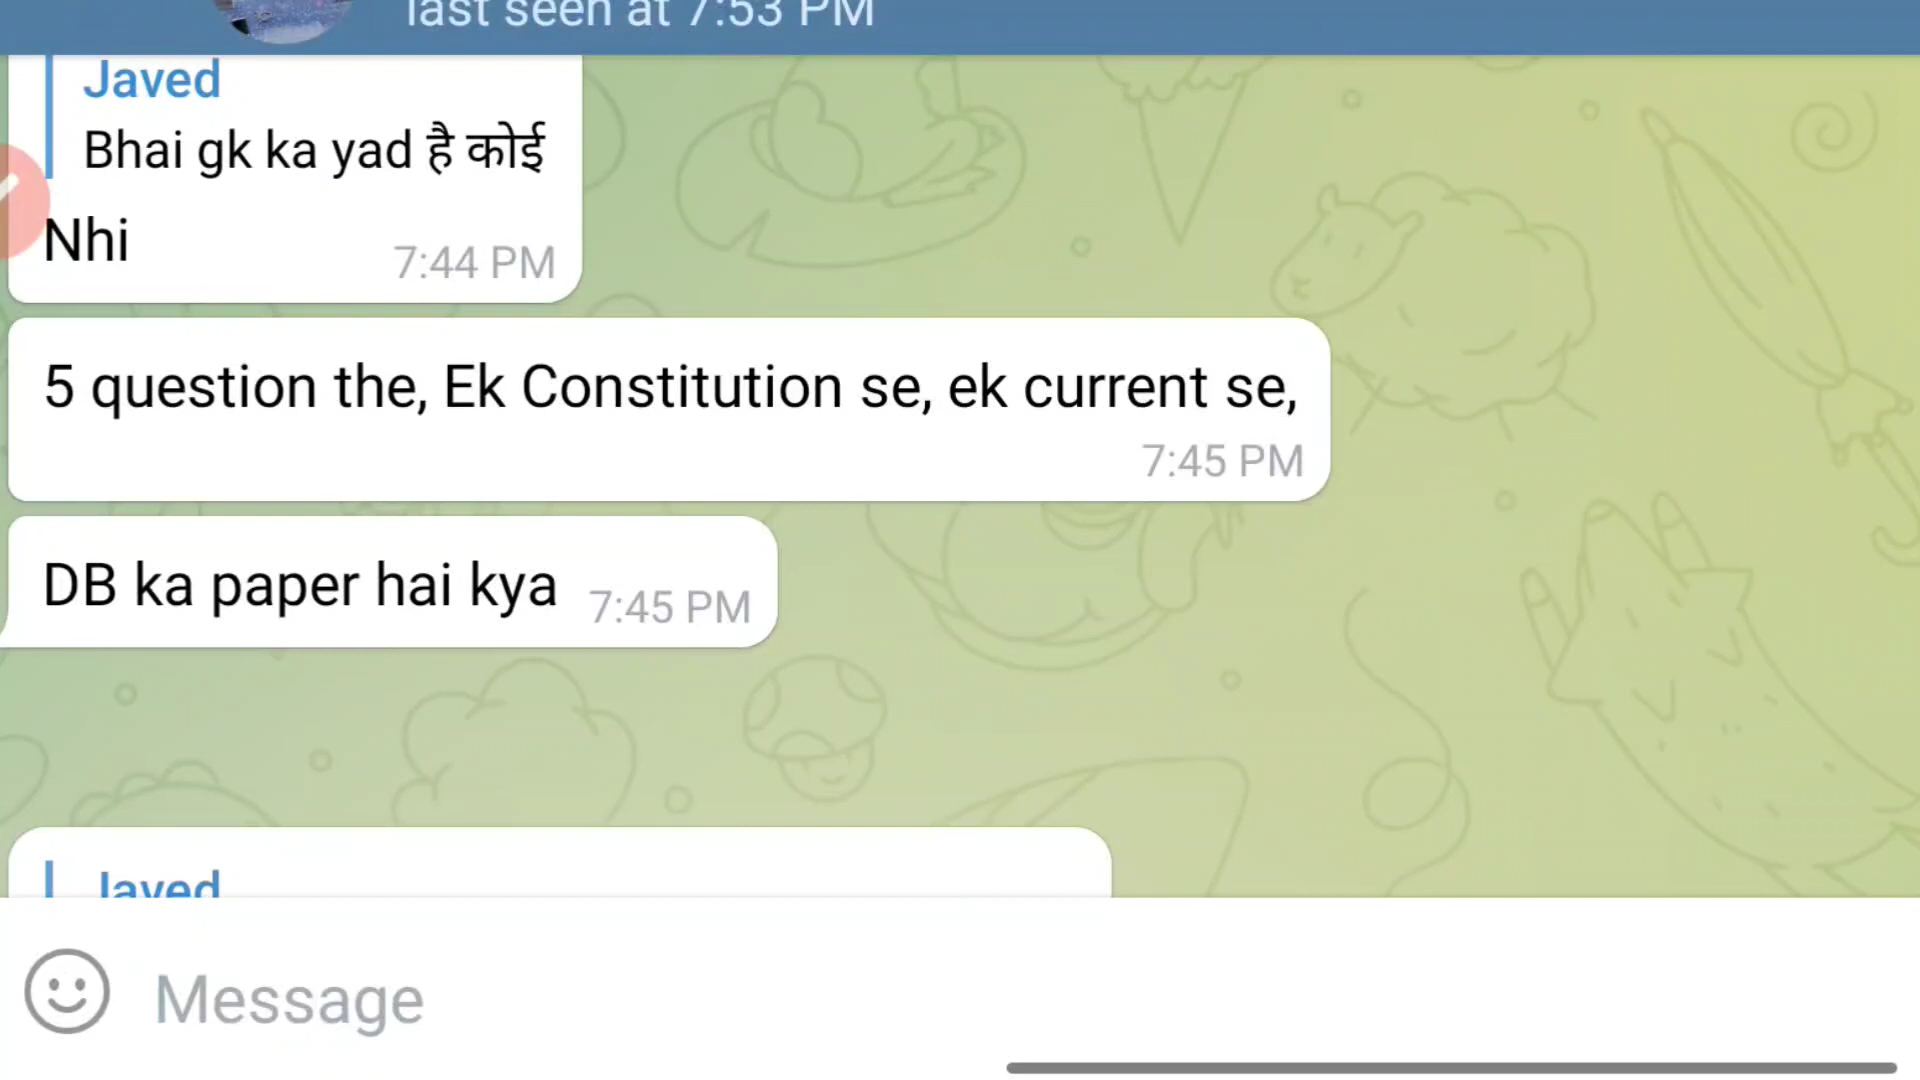 last seen at 7:53 PM
Javed
Bhai gk ka yad है कोई
Nhi
7:44 PM
5 question the, Ek Constitution se, ek current se,
7:45 PM
DB ka paper hai kya 7:45 PM
Javed
Message